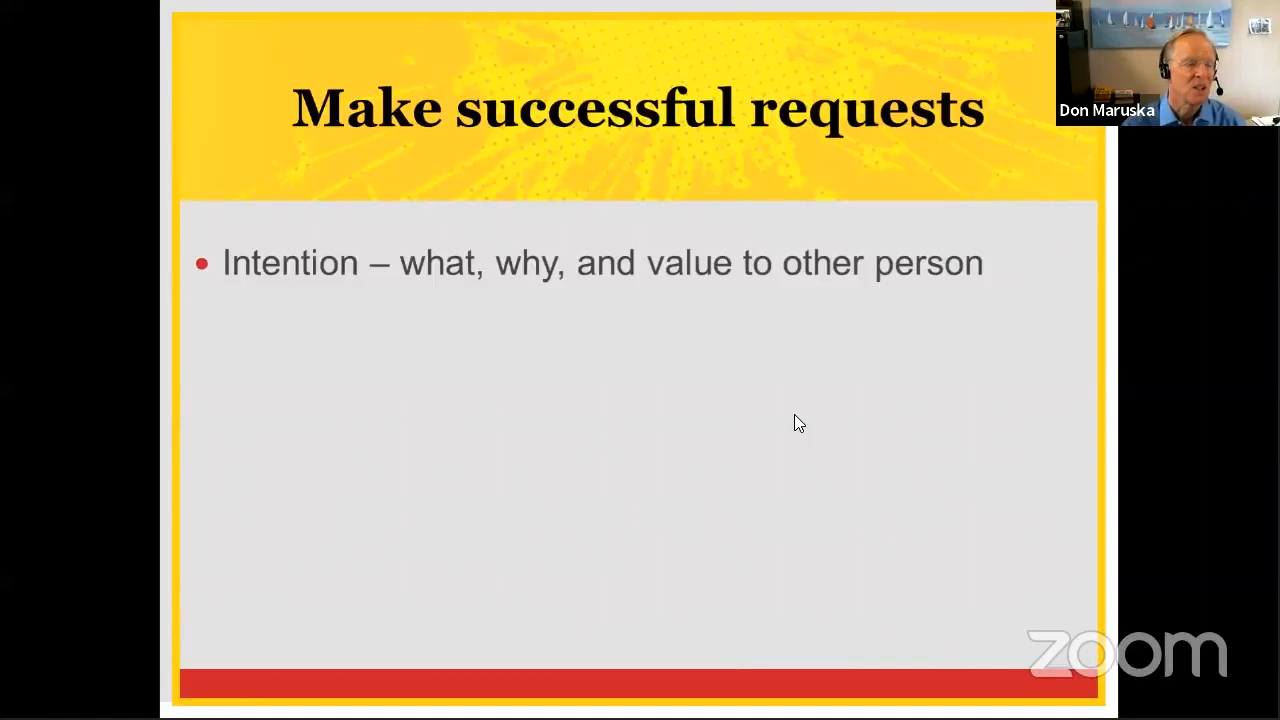 Make successful requests
Don Maruska
• Intention – what, why, and value to other person
zoom